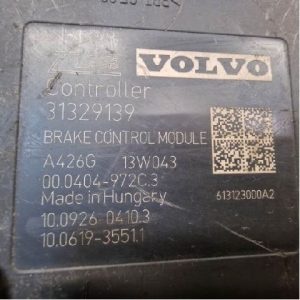 VOLVO
Controller
31329139
BRAKE CONTROL MODULE
A426G 13W043
00.0404-972C.3
Made in Hungary
613123000A2
10.0926-0410.3
10.0619-3551.1